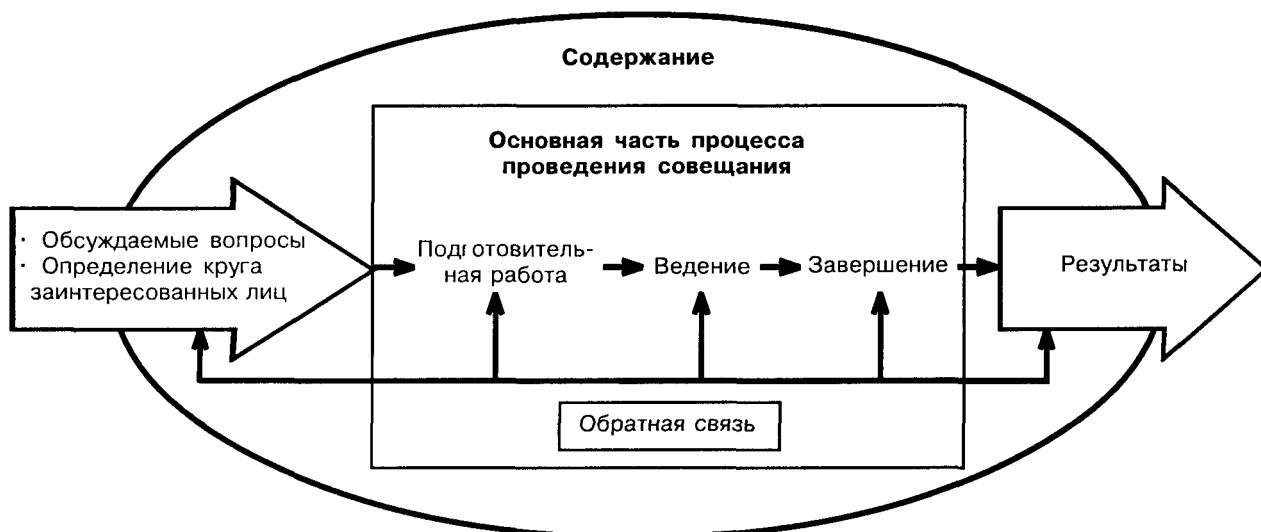 Содержание
Основная часть процесса
проведения совещания
· Обсуждаемые вопросы
· Определение круга
заинтересованных лиц
Подготовитель-
ная работа
Ведение
Завершение
Результаты
Обратная связь